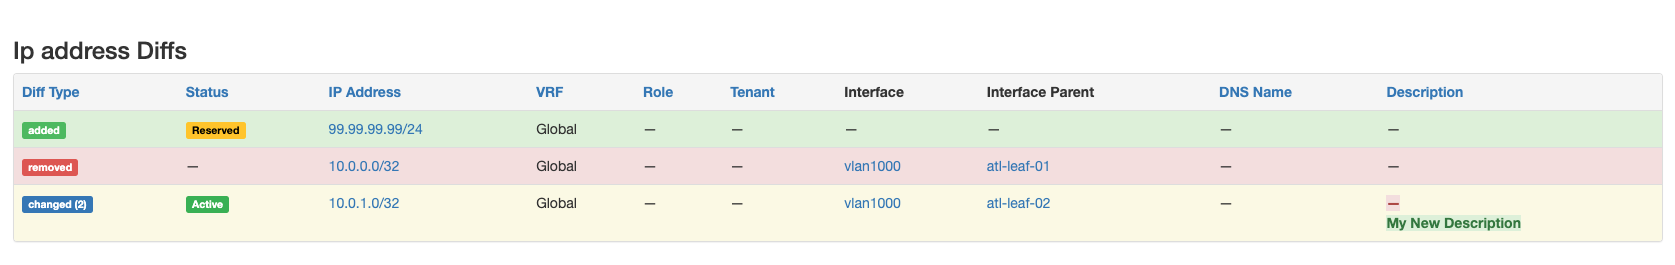 Ip address Diffs
Diff Type Status IP Address VRF Role Tenant Interface Interface Parent DNS Name Description
added Reserved 99.99.99.99/24 Global — — — — — —
removed — 10.0.0.0/32 Global — — vlan1000 atl-leaf-01 — —
changed (2) Active 10.0.1.0/32 Global — — vlan1000 atl-leaf-02 — —
My New Description